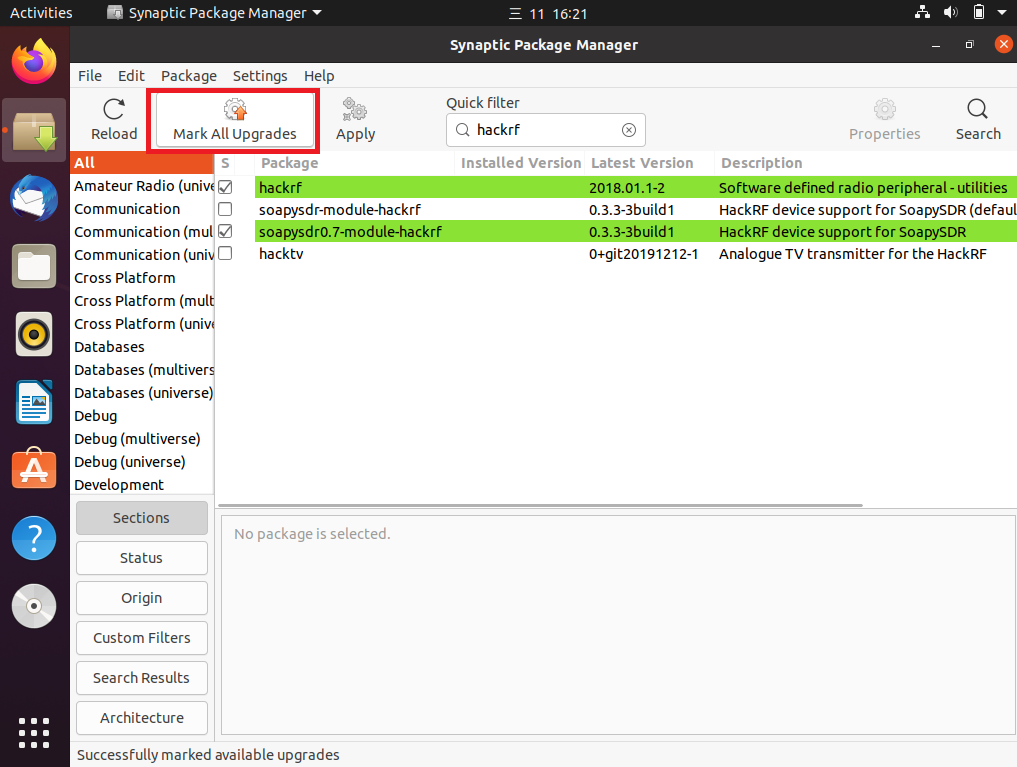 Activities Synaptic Package Manager 三 11 16:21
Synaptic Package Manager
File Edit Package Settings Help
Reload Mark All Upgrades Apply
Quick filter
hackrf
Properties Search
All
Amateur Radio (unive
Communication
Communication (mul
Communication (univ
Cross Platform
Cross Platform (mult
Cross Platform (unive
Databases
Databases (multivers
Databases (universe)
Debug
Debug (multiverse)
Debug (universe)
Development
S Package Installed Version Latest Version Description
hackrf 2018.01.1-2 Software defined radio peripheral - utilities
soapysdr-module-hackrf 0.3.3-3build1 HackRF device support for SoapySDR (defaul
soapysdr0.7-module-hackrf 0.3.3-3build1 HackRF device support for SoapySDR
hacktv 0+git20191212-1 Analogue TV transmitter for the HackRF
Sections
Status
Origin
Custom Filters
Search Results
Architecture
No package is selected.
Successfully marked available upgrades